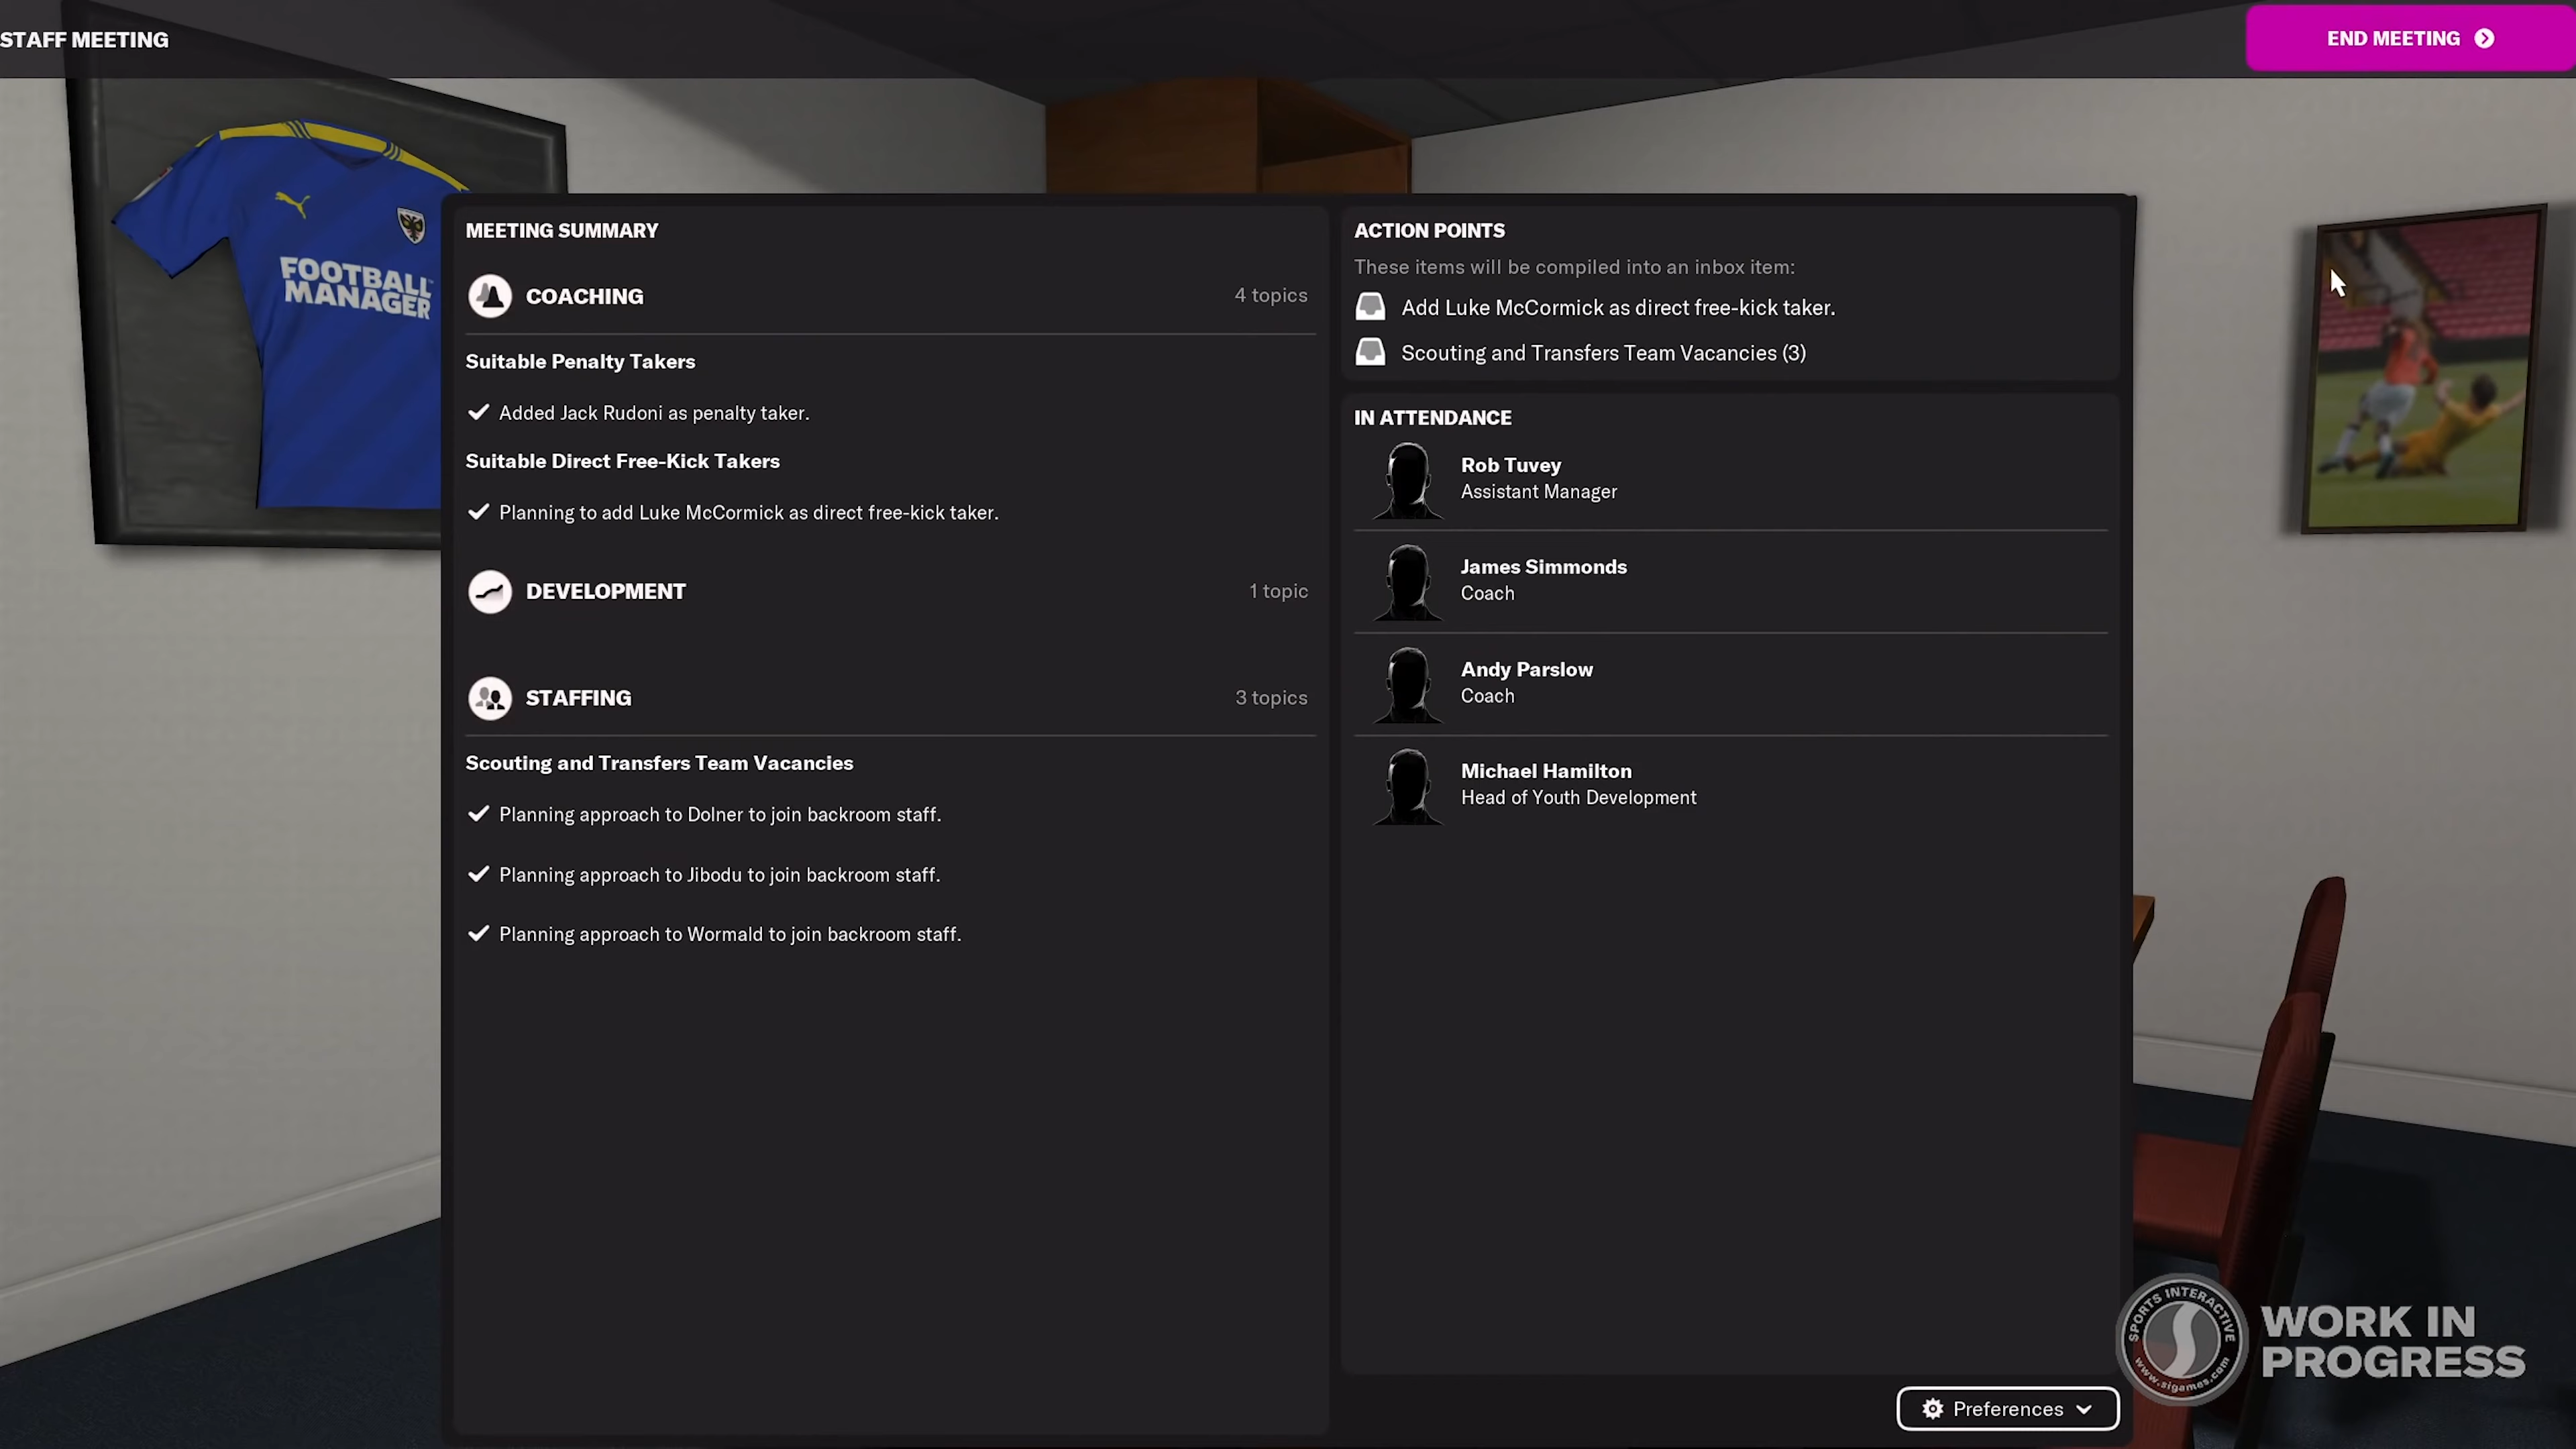 STAFF MEETING
END MEETING
FOOTBALL
MANAGER
MEETING SUMMARY
COACHING
4 topics
Suitable Penalty Takers
Added Jack Rudoni as penalty taker.
Suitable Direct Free-Kick Takers
Planning to add Luke McCormick as direct free-kick taker.
DEVELOPMENT
1 topic
STAFFING
3 topics
Scouting and Transfers Team Vacancies
Planning approach to Dolner to join backroom staff.
Planning approach to Jibodu to join backroom staff.
Planning approach to Wormald to join backroom staff.
ACTION POINTS
These items will be compiled into an inbox item:
Add Luke McCormick as direct free-kick taker.
Scouting and Transfers Team Vacancies (3)
IN ATTENDANCE
Rob Tuvey
Assistant Manager
James Simmonds
Coach
Andy Parslow
Coach
Michael Hamilton
Head of Youth Development
Preferences
SPORTS INTERACTIVE
www.sigames.com
WORK IN
PROGRESS